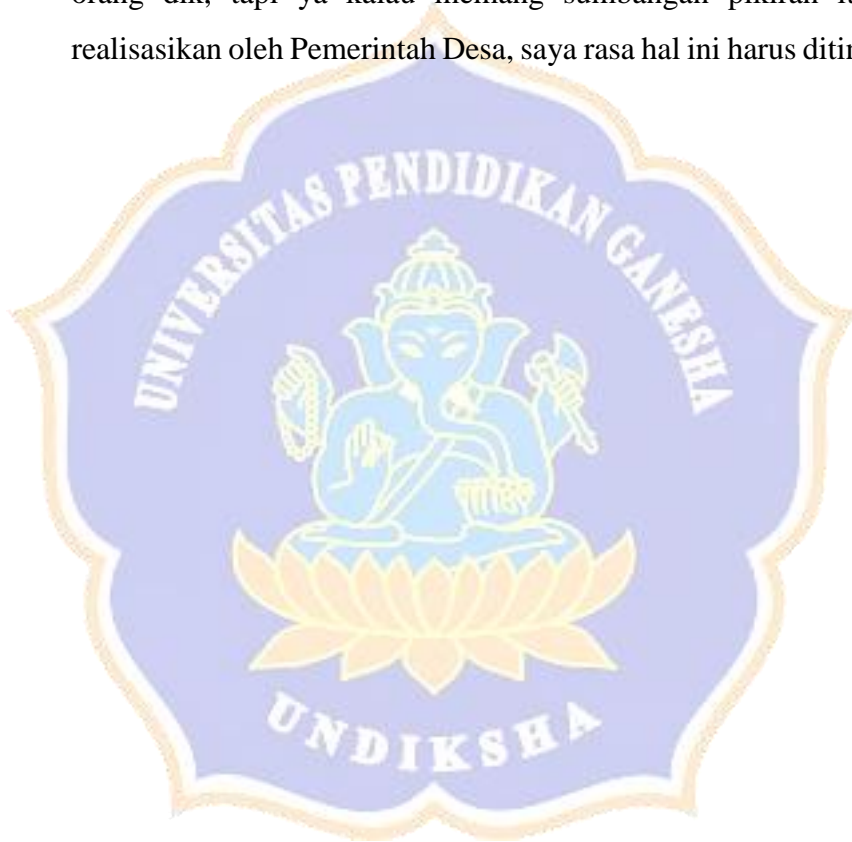 orang dik, tapi ya kalau memang sumbangan pikiran
realisasikan oleh Pemerintah Desa, saya rasa hal ini harus
UNIVERSITAS PENDIDIKAN GANESHA
UNDIKSHA